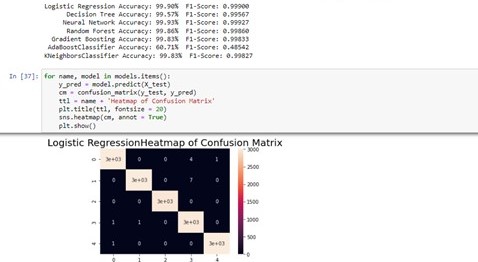 Logistic Regression Accuracy: 99.90% F1-Score: 0.99900
Decision Tree Accuracy: 99.57% F1-Score: 0.99567
Neural Network Accuracy: 99.93% F1-Score: 0.99927
Random Forest Accuracy: 99.86% F1-Score: 0.99860
Gradient Boosting Accuracy: 99.83% F1-Score: 0.99833
AdaBoostClassifier Accuracy: 60.71% F1-Score: 0.48542
KNeighborsClassifier Accuracy: 99.83% F1-Score: 0.99827
In [37]: for name, model in models.items():
y_pred = model.predict(X_test)
cm = confusion_matrix(y_test, y_pred)
ttl = name + 'Heatmap of Confusion Matrix'
plt.title(ttl, fontsize = 20)
sns.heatmap(cm, annot = True)
plt.show()
Logistic RegressionHeatmap of Confusion Matrix
3000
0 3e+03 0 0 4 1
2500
1 0 3e+03 0 7 0
2000
2 0 0 3e+03 0 0
1500
1000
3 1 1 0 3e+03 0
500
4 1 0 0 0 3e+03
0
0 1 2 3 4